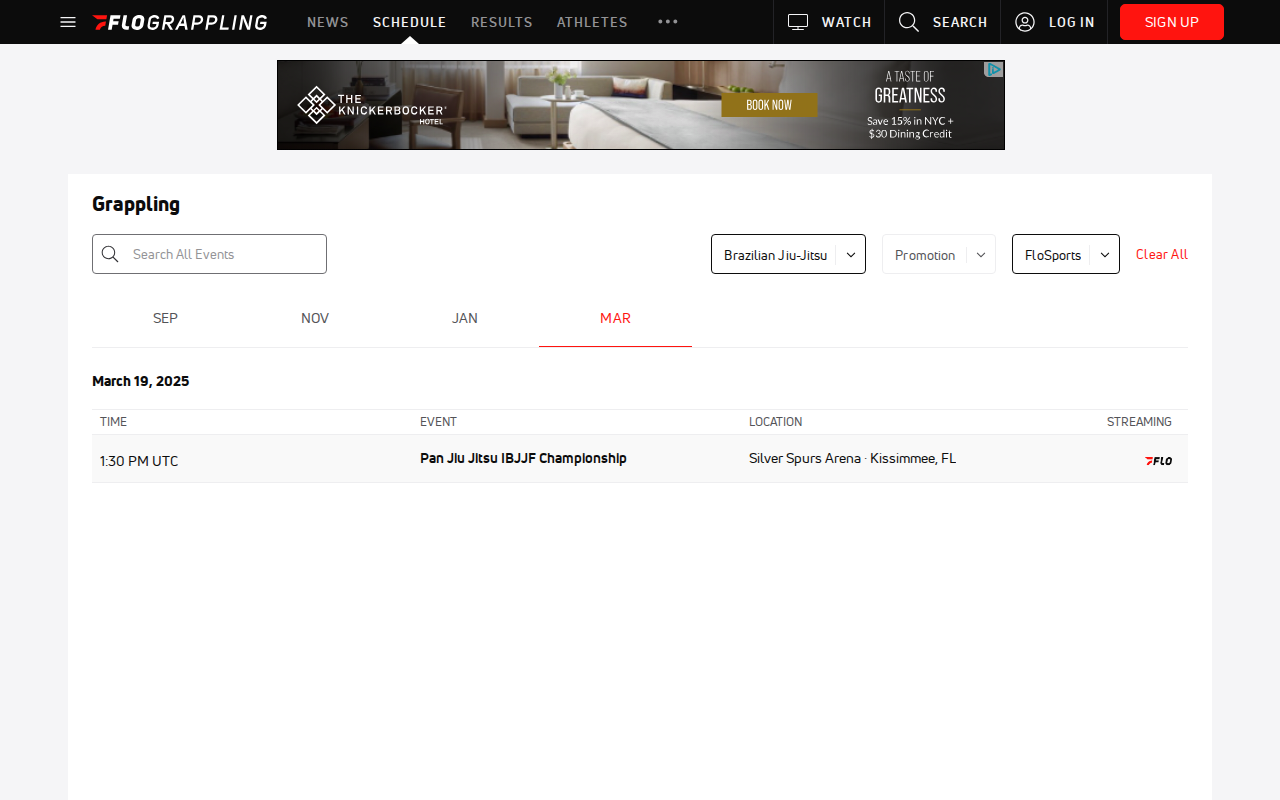 FLOGRAPPLING NEWS SCHEDULE RESULTS ATHLETES WATCH SEARCH LOG IN SIGN UP
THE KNICKERBOCKER HOTEL
BOOK NOW
A TASTE OF
GREATNESS
Save 15% in NYC +
$30 Dining Credit
Grappling
Search All Events Brazilian Jiu-Jitsu Promotion FloSports Clear All
SEP NOV JAN MAR
March 19, 2025
TIME EVENT LOCATION STREAMING
1:30 PM UTC Pan Jiu Jitsu IBJJF Championship Silver Spurs Arena · Kissimmee, FL FLO